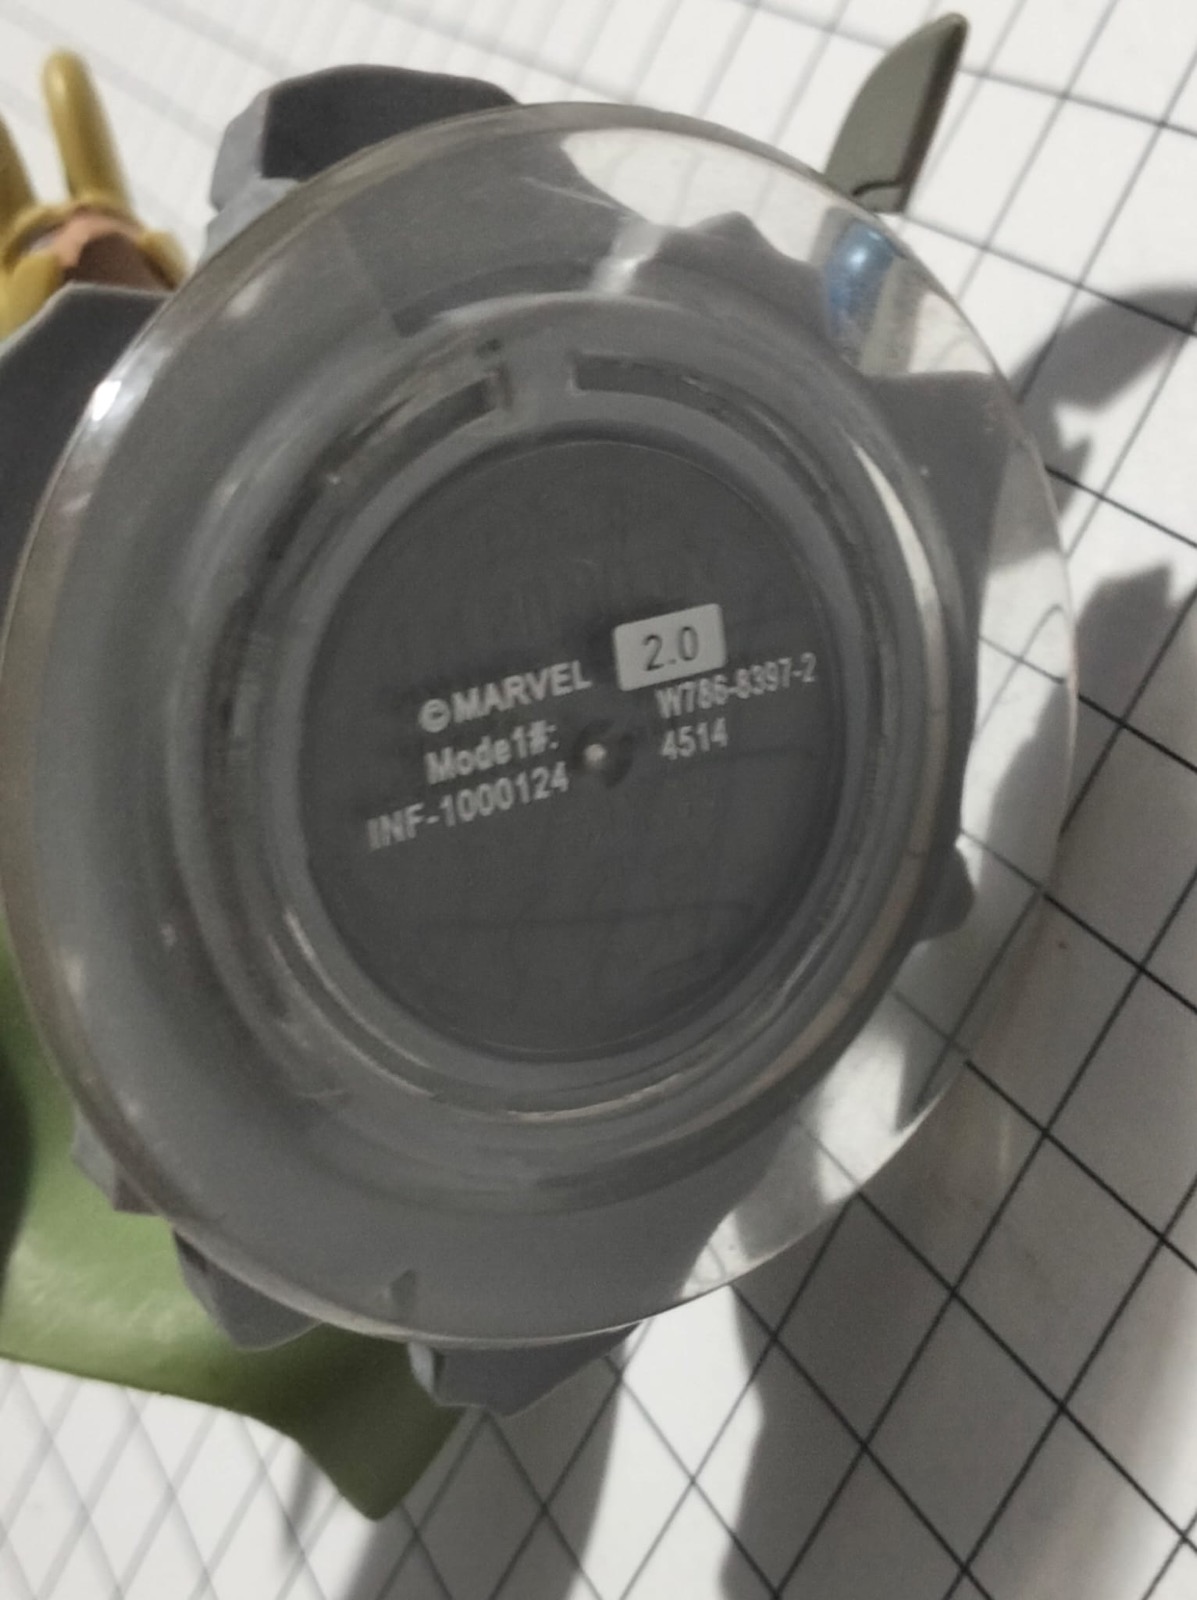 ©MARVEL
Mode1#:
INF-1000124
2.0
W786-8397-2
4514